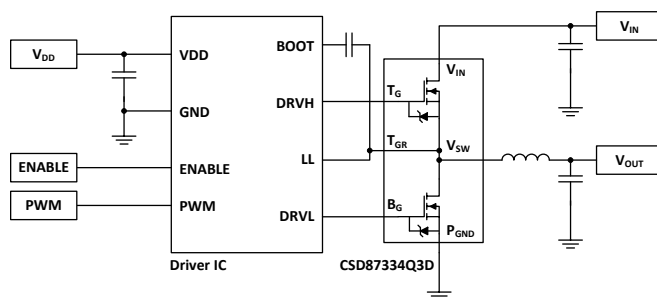 VDD
VDD
GND
ENABLE
ENABLE
PWM
PWM
BOOT
DRVH
LL
DRVL
Driver IC
TG
TGR
BG
VIN
VSW
PGND
CSD87334Q3D
VIN
VOUT